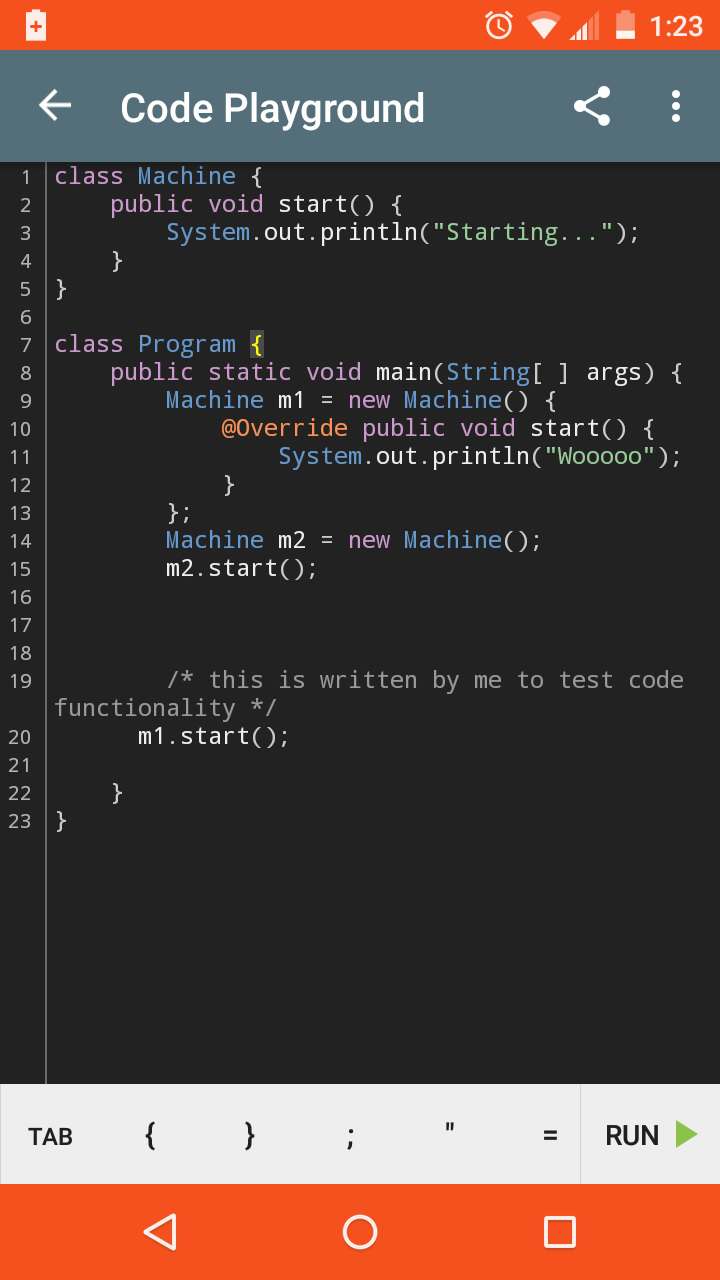 1:23
Code Playground
1 class Machine {
2     public void start() {
3         System.out.println("Starting...");
4     }
5 }
6
7 class Program {
8     public static void main(String[ ] args) {
9         Machine m1 = new Machine() {
10             @Override public void start() {
11                 System.out.println("Wooooo");
12             }
13         };
14         Machine m2 = new Machine();
15         m2.start();
16
17
18
19         /* this is written by me to test code
functionality */
20       m1.start();
21
22     }
23 }
TAB { } ; " = RUN